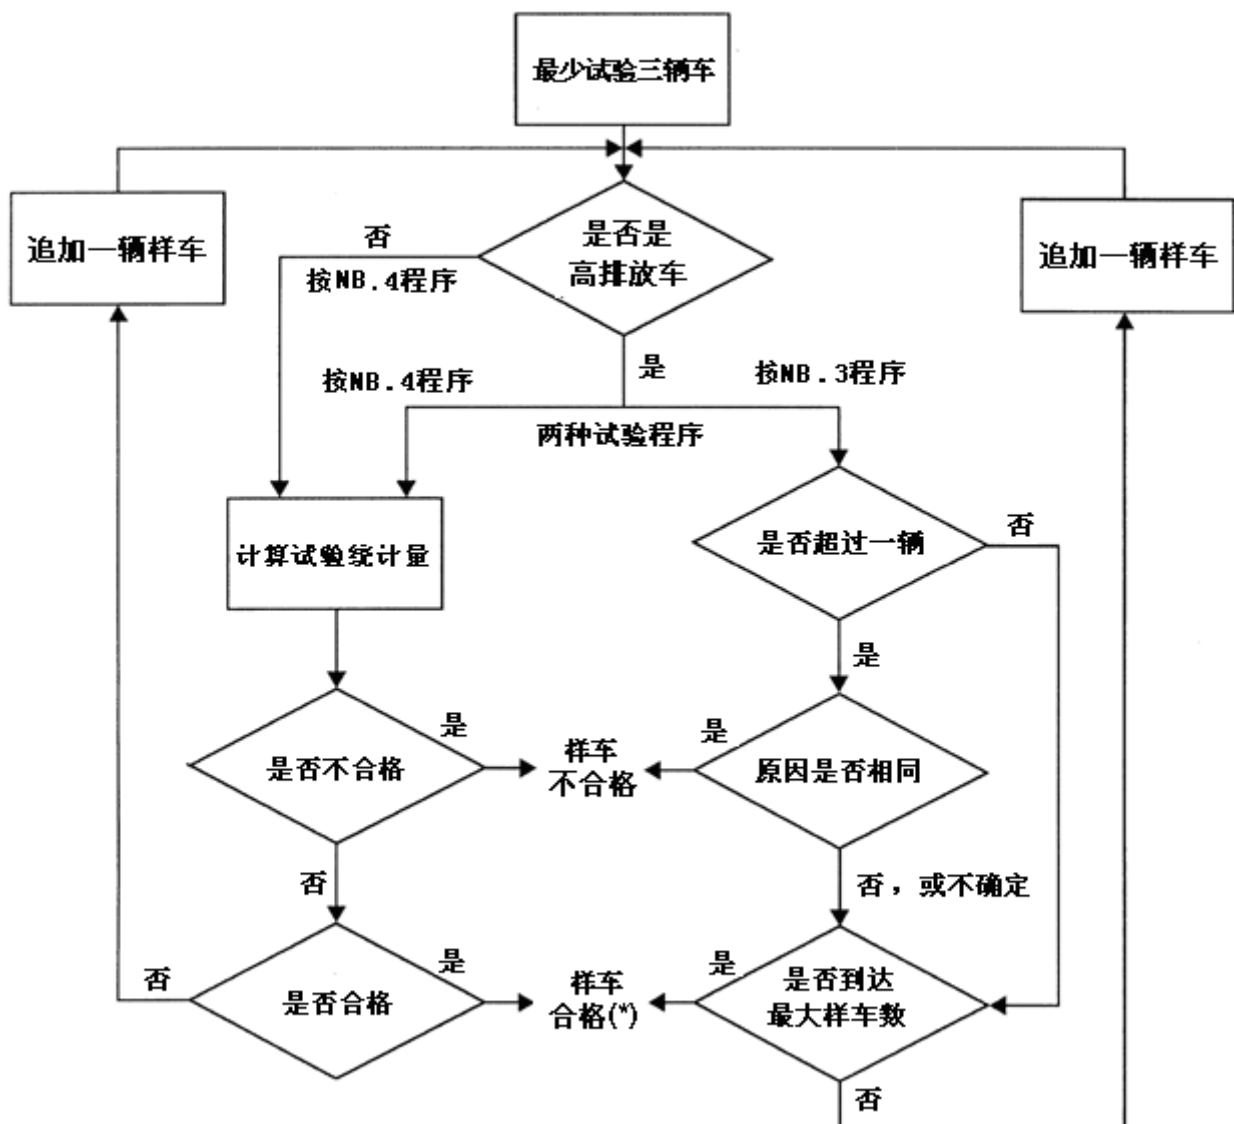 最少试验三辆车
追加一辆样车
否
按NB.4程序
是否是
高排放车
追加一辆样车
按NB.4程序
是
按NB.3程序
两种试验程序
计算试验统计量
是否超过一辆
否
是
是否不合格
是
样车
不合格
是
原因是否相同
否
否，或不确定
否
是否合格
是
样车
合格(*)
是
是否到达
最大样车数
否